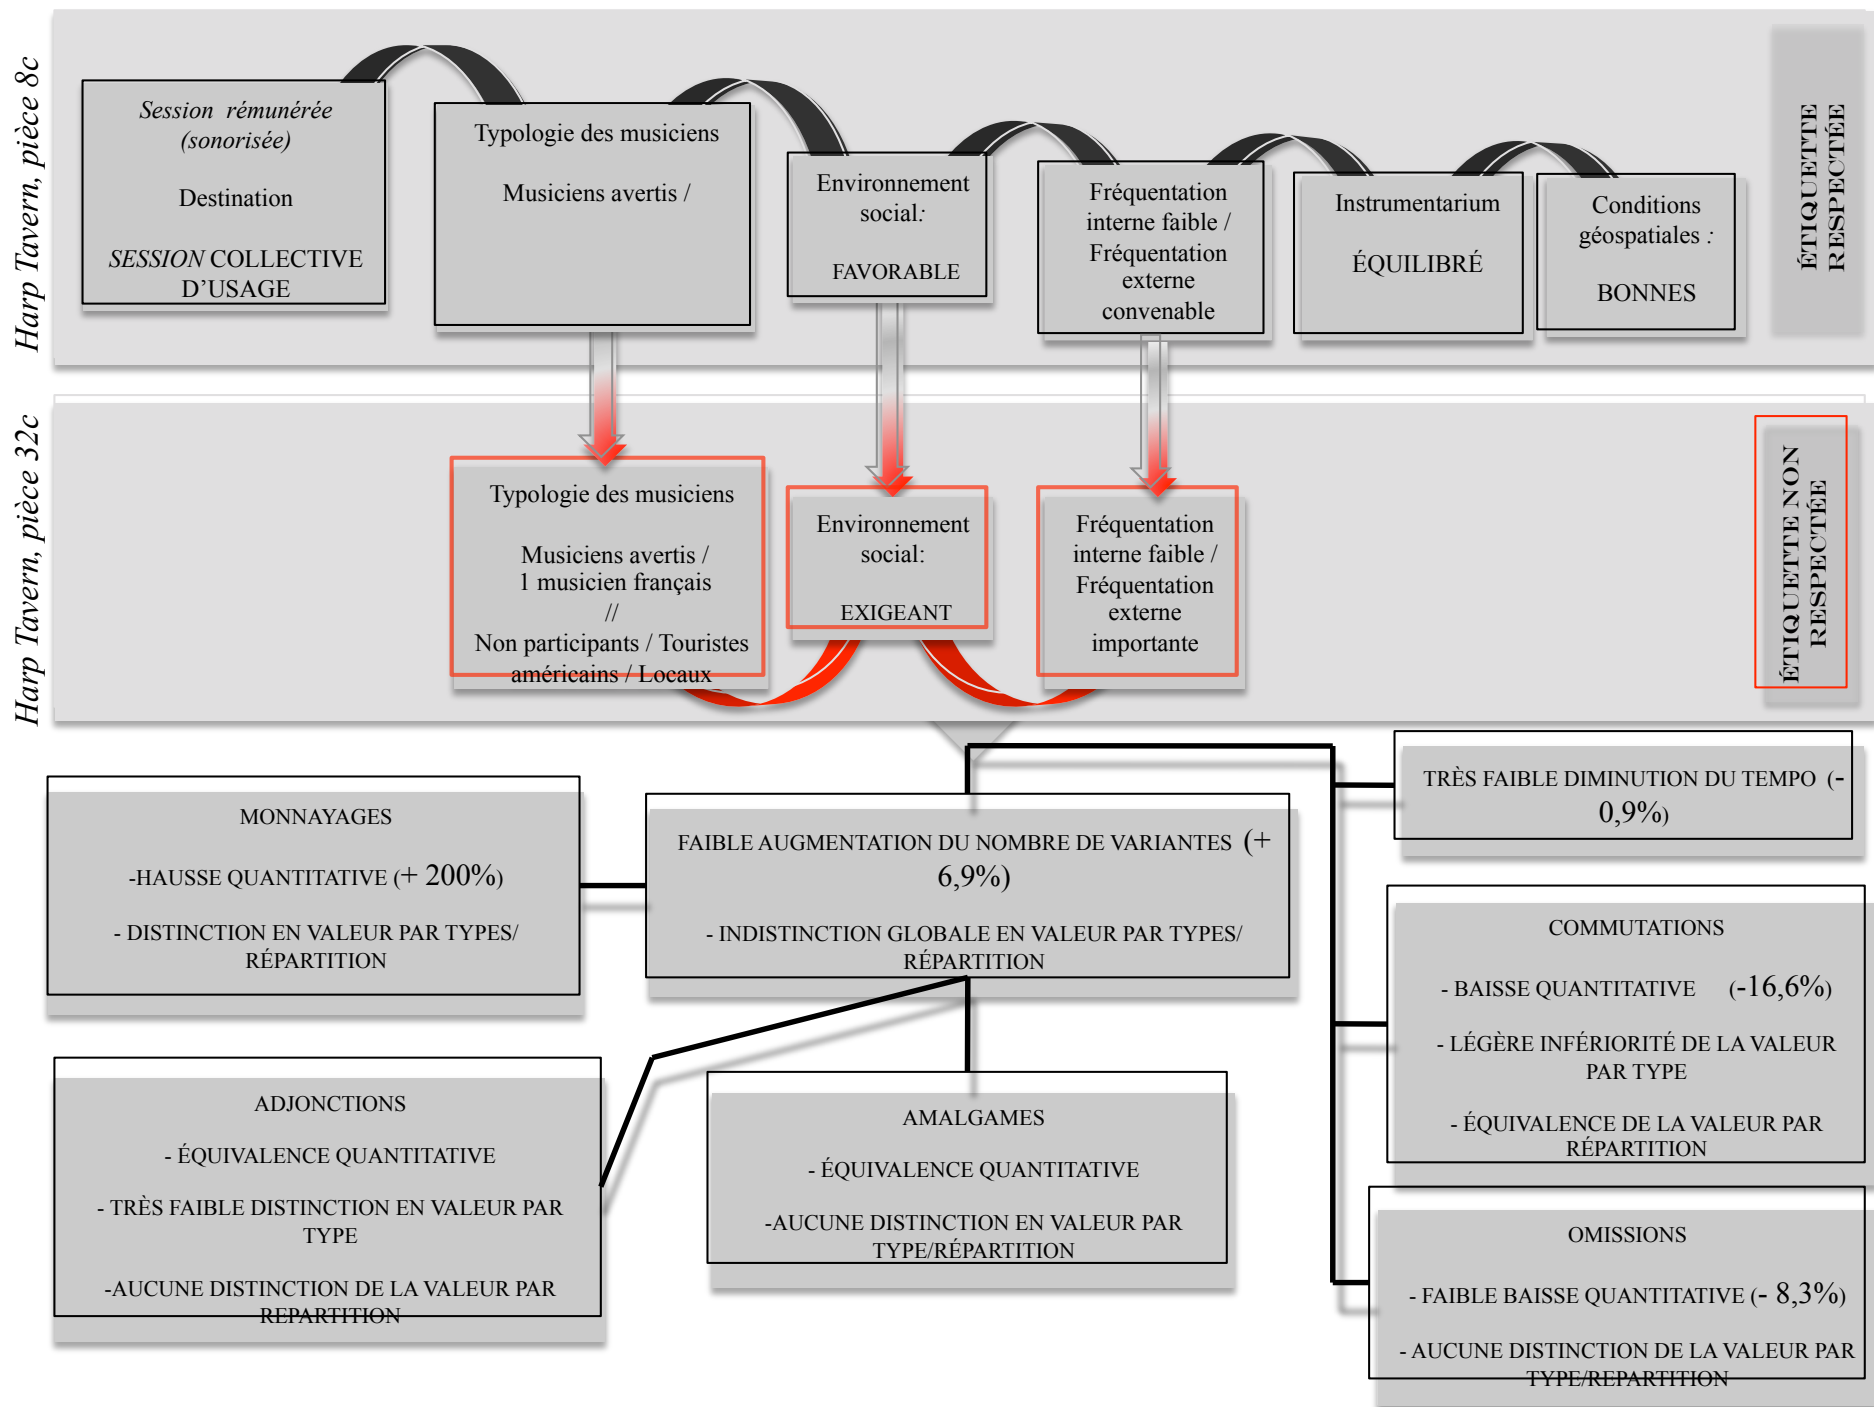 Harp Tavern, pièce 8c
Session rémunérée
(sonorisée)
Destination
SESSION COLLECTIVE
D’USAGE
Typologie des musiciens
Musiciens avertis /
Environnement
social:
FAVORABLE
Fréquentation
interne faible /
Fréquentation
externe
convenable
Instrumentarium
ÉQUILIBRÉ
Conditions
géospatiales :
BONNES
ÉTIQUETTE
RESPECTÉE
Harp Tavern, pièce 32c
Typologie des musiciens
Musiciens avertis /
1 musicien français
//
Non participants / Touristes
américains / Locaux
Environnement
social:
EXIGEANT
Fréquentation
interne faible /
Fréquentation
externe
importante
ÉTIQUETTE NON
RESPECTÉE
MONNAYAGES
-HAUSSE QUANTITATIVE (+ 200%)
- DISTINCTION EN VALEUR PAR TYPES/
RÉPARTITION
FAIBLE AUGMENTATION DU NOMBRE DE VARIANTES (+
6,9%)
- INDISTINCTION GLOBALE EN VALEUR PAR TYPES/
RÉPARTITION
TRÈS FAIBLE DIMINUTION DU TEMPO (-
0,9%)
COMMUTATIONS
- BAISSE QUANTITATIVE (-16,6%)
- LÉGÈRE INFÉRIORITÉ DE LA VALEUR
PAR TYPE
- ÉQUIVALENCE DE LA VALEUR PAR
RÉPARTITION
ADJONCTIONS
- ÉQUIVALENCE QUANTITATIVE
- TRÈS FAIBLE DISTINCTION EN VALEUR PAR
TYPE
-AUCUNE DISTINCTION DE LA VALEUR PAR
REPARTITION
AMALGAMES
- ÉQUIVALENCE QUANTITATIVE
-AUCUNE DISTINCTION EN VALEUR PAR
TYPE/RÉPARTITION
OMISSIONS
- FAIBLE BAISSE QUANTITATIVE (- 8,3%)
- AUCUNE DISTINCTION DE LA VALEUR PAR
TYPE/REPARTITION